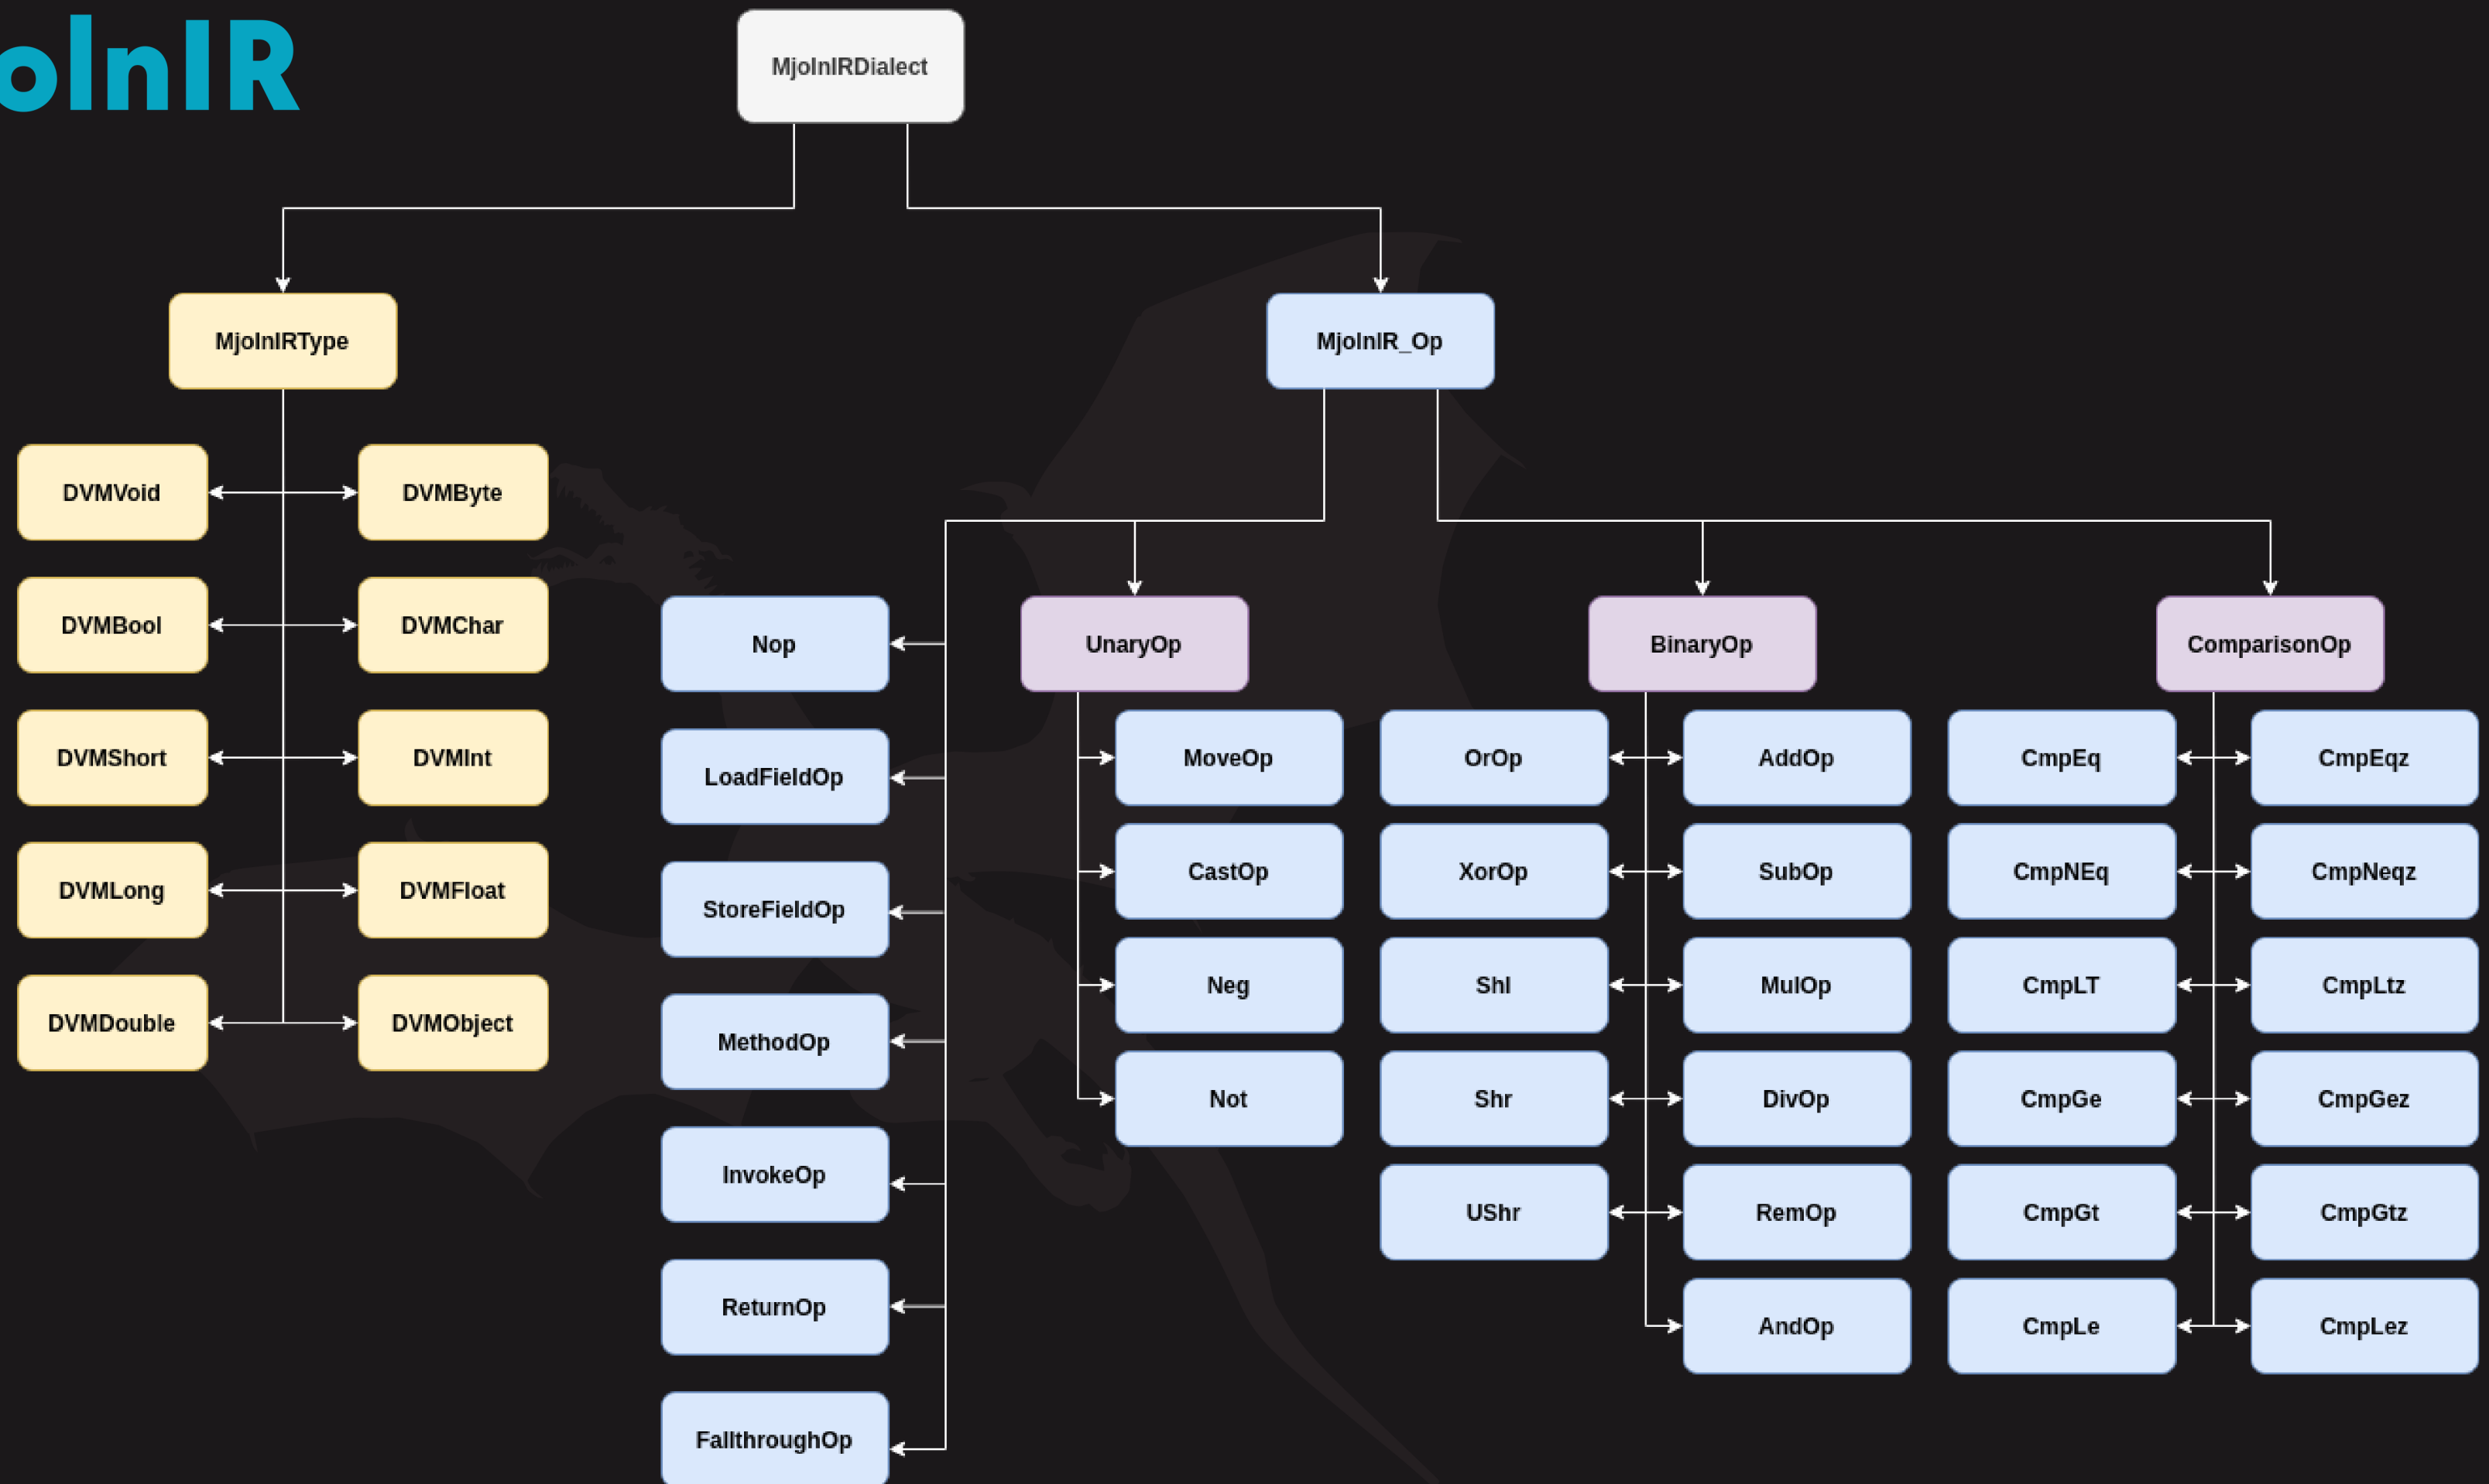 olnIR
MjolnIRDialect
MjolnIRType
MjolnIR_Op
DVMVoid
DVMByte
DVMBool
DVMChar
DVMShort
DVMInt
DVMLong
DVMFloat
DVMDouble
DVMObject
Nop
LoadFieldOp
StoreFieldOp
MethodOp
InvokeOp
ReturnOp
FallthroughOp
UnaryOp
MoveOp
CastOp
Neg
Not
BinaryOp
OrOp
AddOp
XorOp
SubOp
Shl
MulOp
Shr
DivOp
UShr
RemOp
AndOp
ComparisonOp
CmpEq
CmpEqz
CmpNEq
CmpNeqz
CmpLT
CmpLtz
CmpGe
CmpGez
CmpGt
CmpGtz
CmpLe
CmpLez